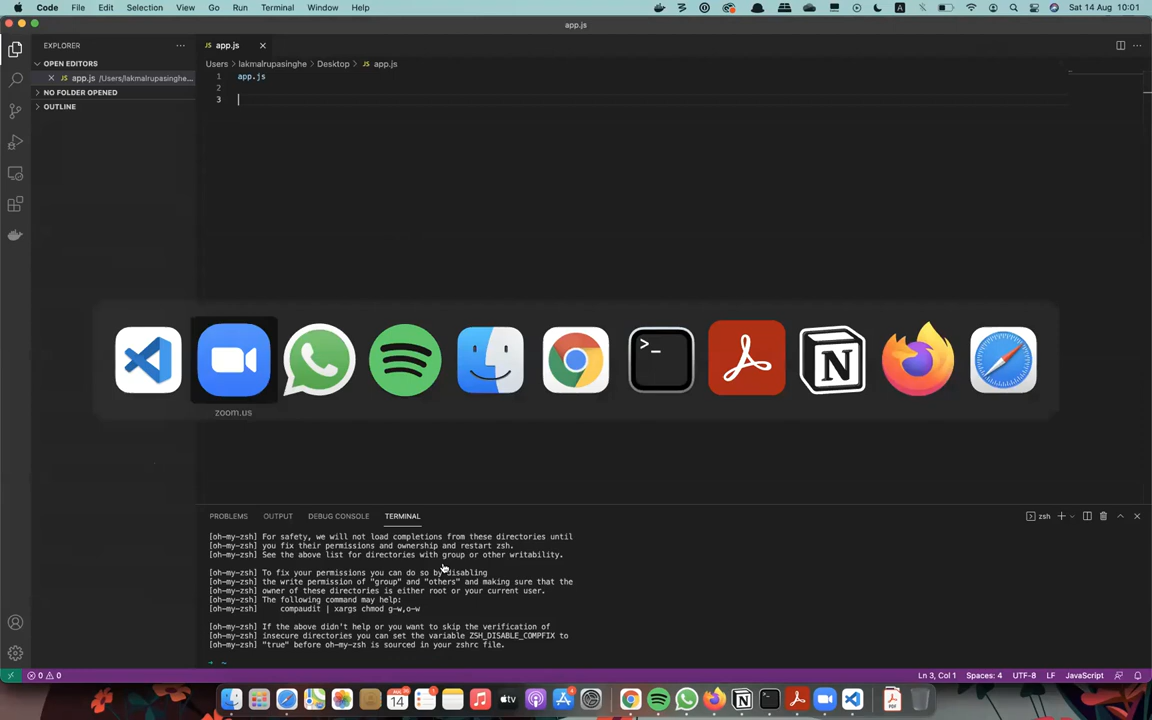 Code File Edit Selection View Go Run Terminal Window Help
A
Sat 14 Aug 10:01
app.js
EXPLORER
OPEN EDITORS
app.js /Users/lakmalrupasinghe...
NO FOLDER OPENED
OUTLINE
JS app.js
Users > lakmalrupasinghe > Desktop > JS app.js
1 app.js
2
3
zoom.us
PROBLEMS OUTPUT DEBUG CONSOLE TERMINAL
zsh
[oh-my-zsh] For safety, we will not load completions from these directories until
[oh-my-zsh] you fix their permissions and ownership and restart zsh.
[oh-my-zsh] See the above list for directories with group or other writability.
[oh-my-zsh] To fix your permissions you can do so by disabling
[oh-my-zsh] the write permission of "group" and "others" and making sure that the
[oh-my-zsh] owner of these directories is either root or your current user.
[oh-my-zsh] The following command may help:
[oh-my-zsh] compaudit | xargs chmod g-w,o-w
[oh-my-zsh] If the above didn't help or you want to skip the verification of
[oh-my-zsh] insecure directories you can set the variable ZSH_DISABLE_COMPFIX to
[oh-my-zsh] "true" before oh-my-zsh is sourced in your zshrc file.
→ ~
0 0
Ln 3, Col 1 Spaces: 4 UTF-8 LF JavaScript